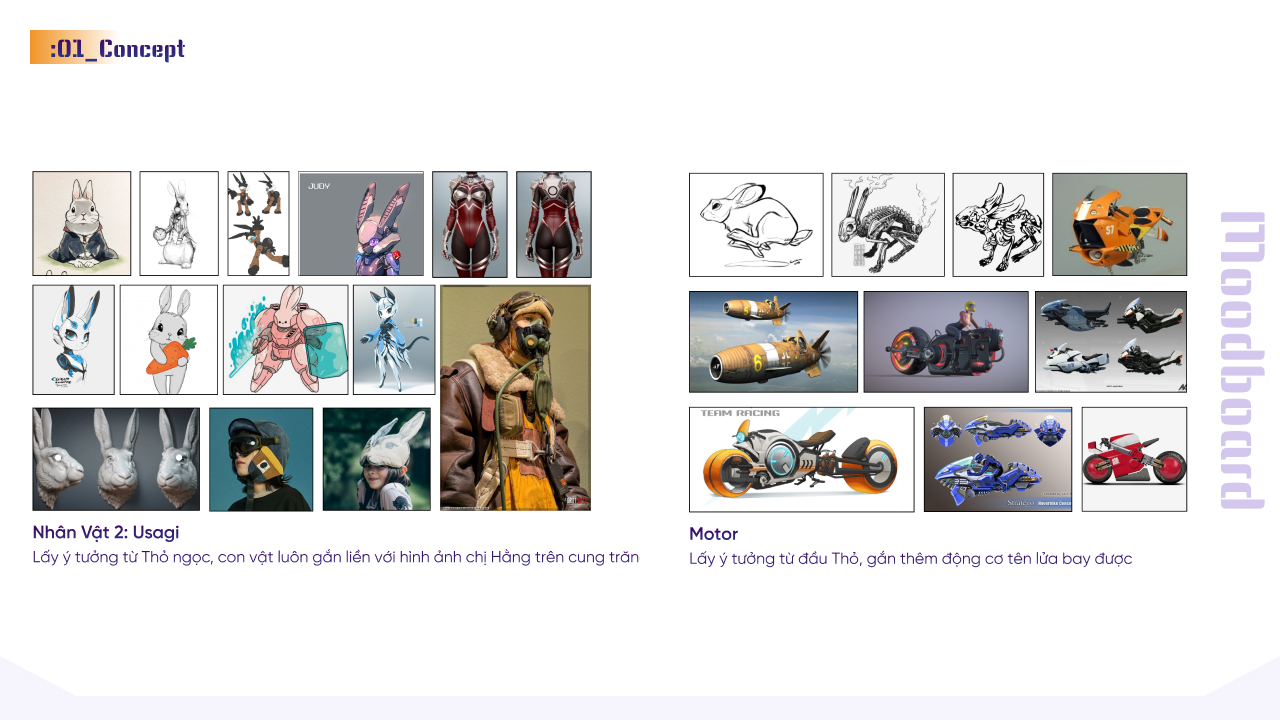 :01_Concept
JUDY
57
6
TEAM RACING
Nhân Vật 2: Usagi
Lấy ý tưởng từ Thỏ ngọc, con vật luôn gắn liền với hình ảnh chị Hằng trên cung trăn
Motor
Lấy ý tưởng từ đầu Thỏ, gắn thêm động cơ tên lửa bay được
Moodboard